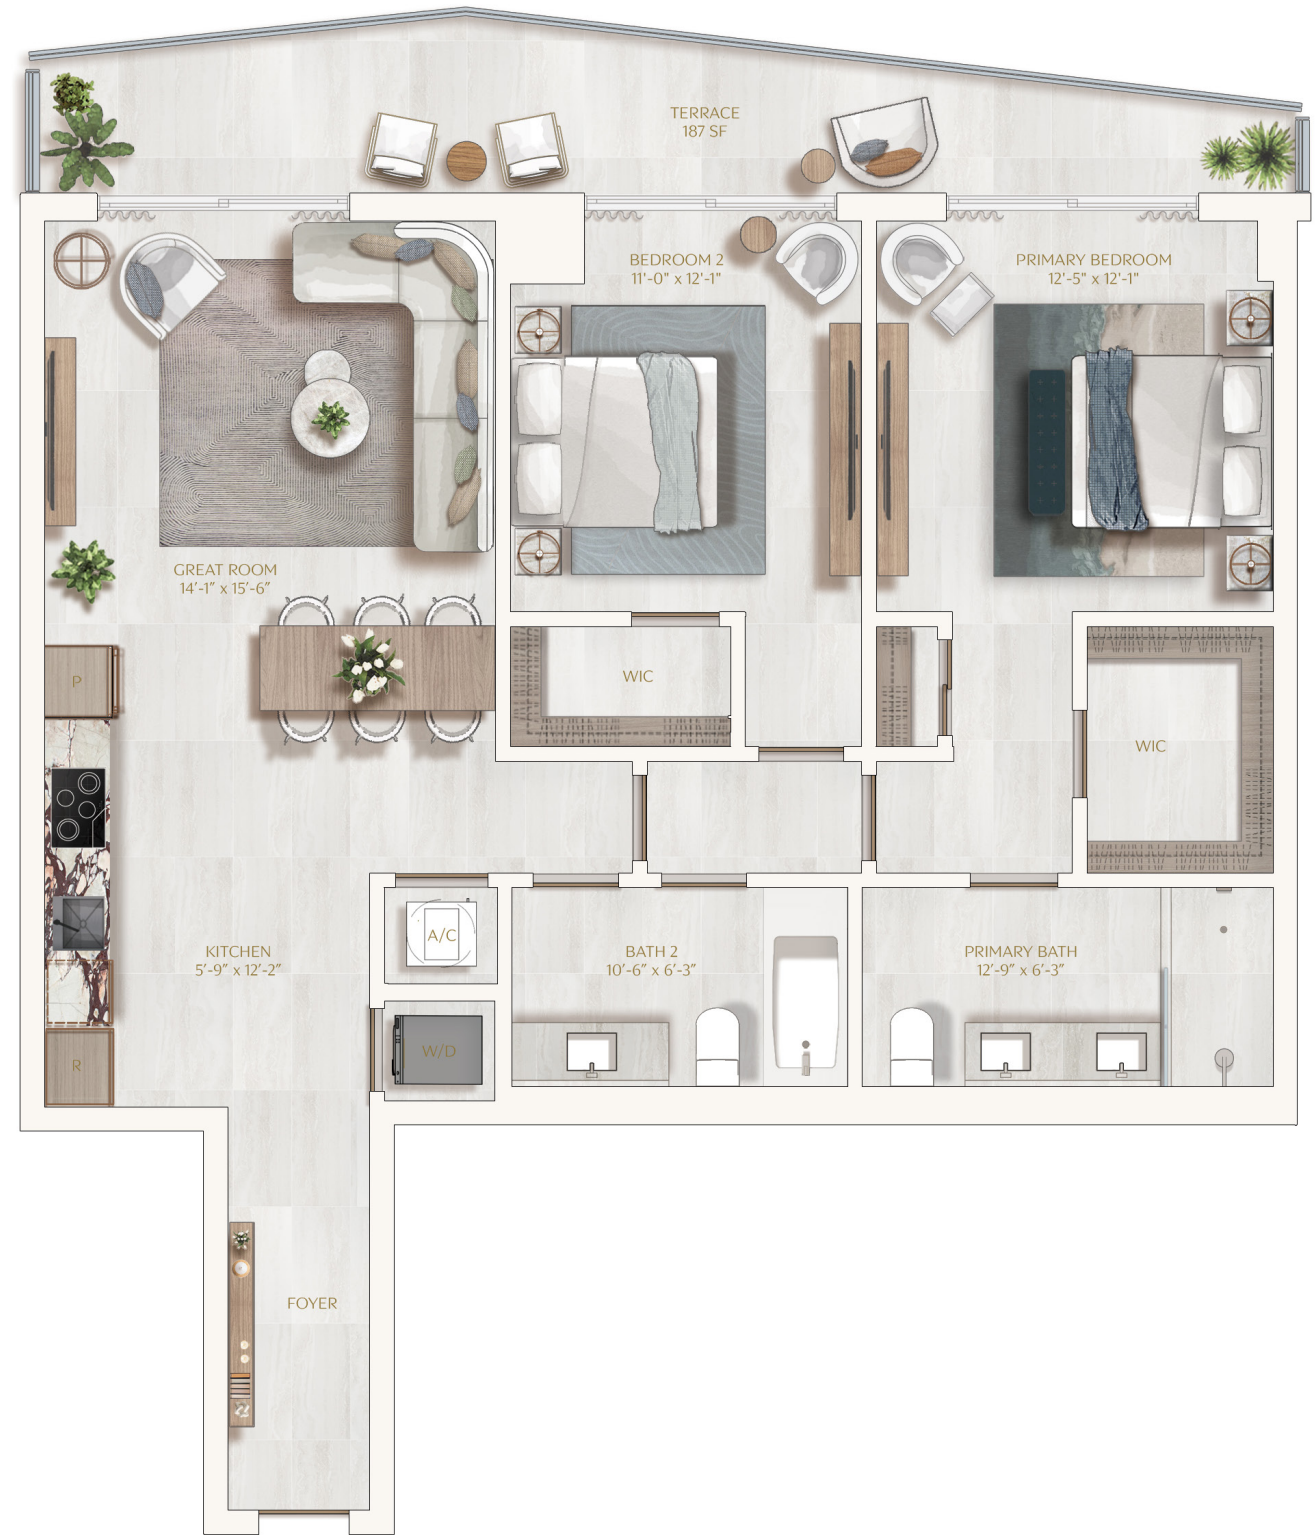 TERRACE
187 SF
BEDROOM 2
11'-0" x 12'-1"
PRIMARY BEDROOM
12'-5" x 12'-1"
GREAT ROOM
14'-1" x 15'-6"
P
WIC
WIC
KITCHEN
5'-9" x 12'-2"
A/C
BATH 2
10'-6" x 6'-3"
PRIMARY BATH
12'-9" x 6'-3"
W/D
R
FOYER